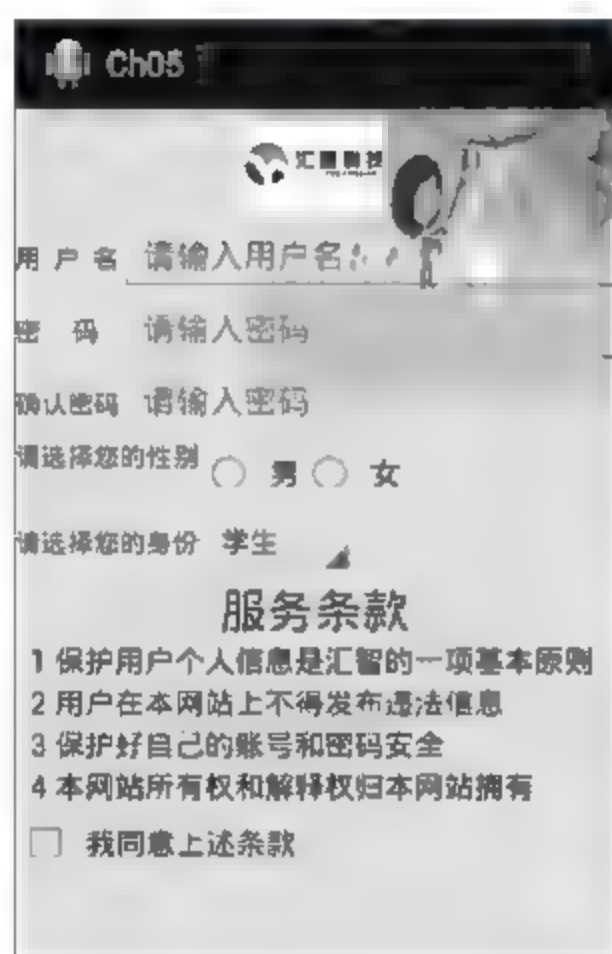 Ch05
用 户 名 请输入用户名
密 码 请输入密码
确认密码 请输入密码
请选择您的性别 男 女
请选择您的身份 学生
服务条款
1 保护用户个人信息是汇智的一项基本原则
2 用户在本网站上不得发布违法信息
3 保护好自己的账号和密码安全
4 本网站所有权和解释权归本网站拥有
我同意上述条款